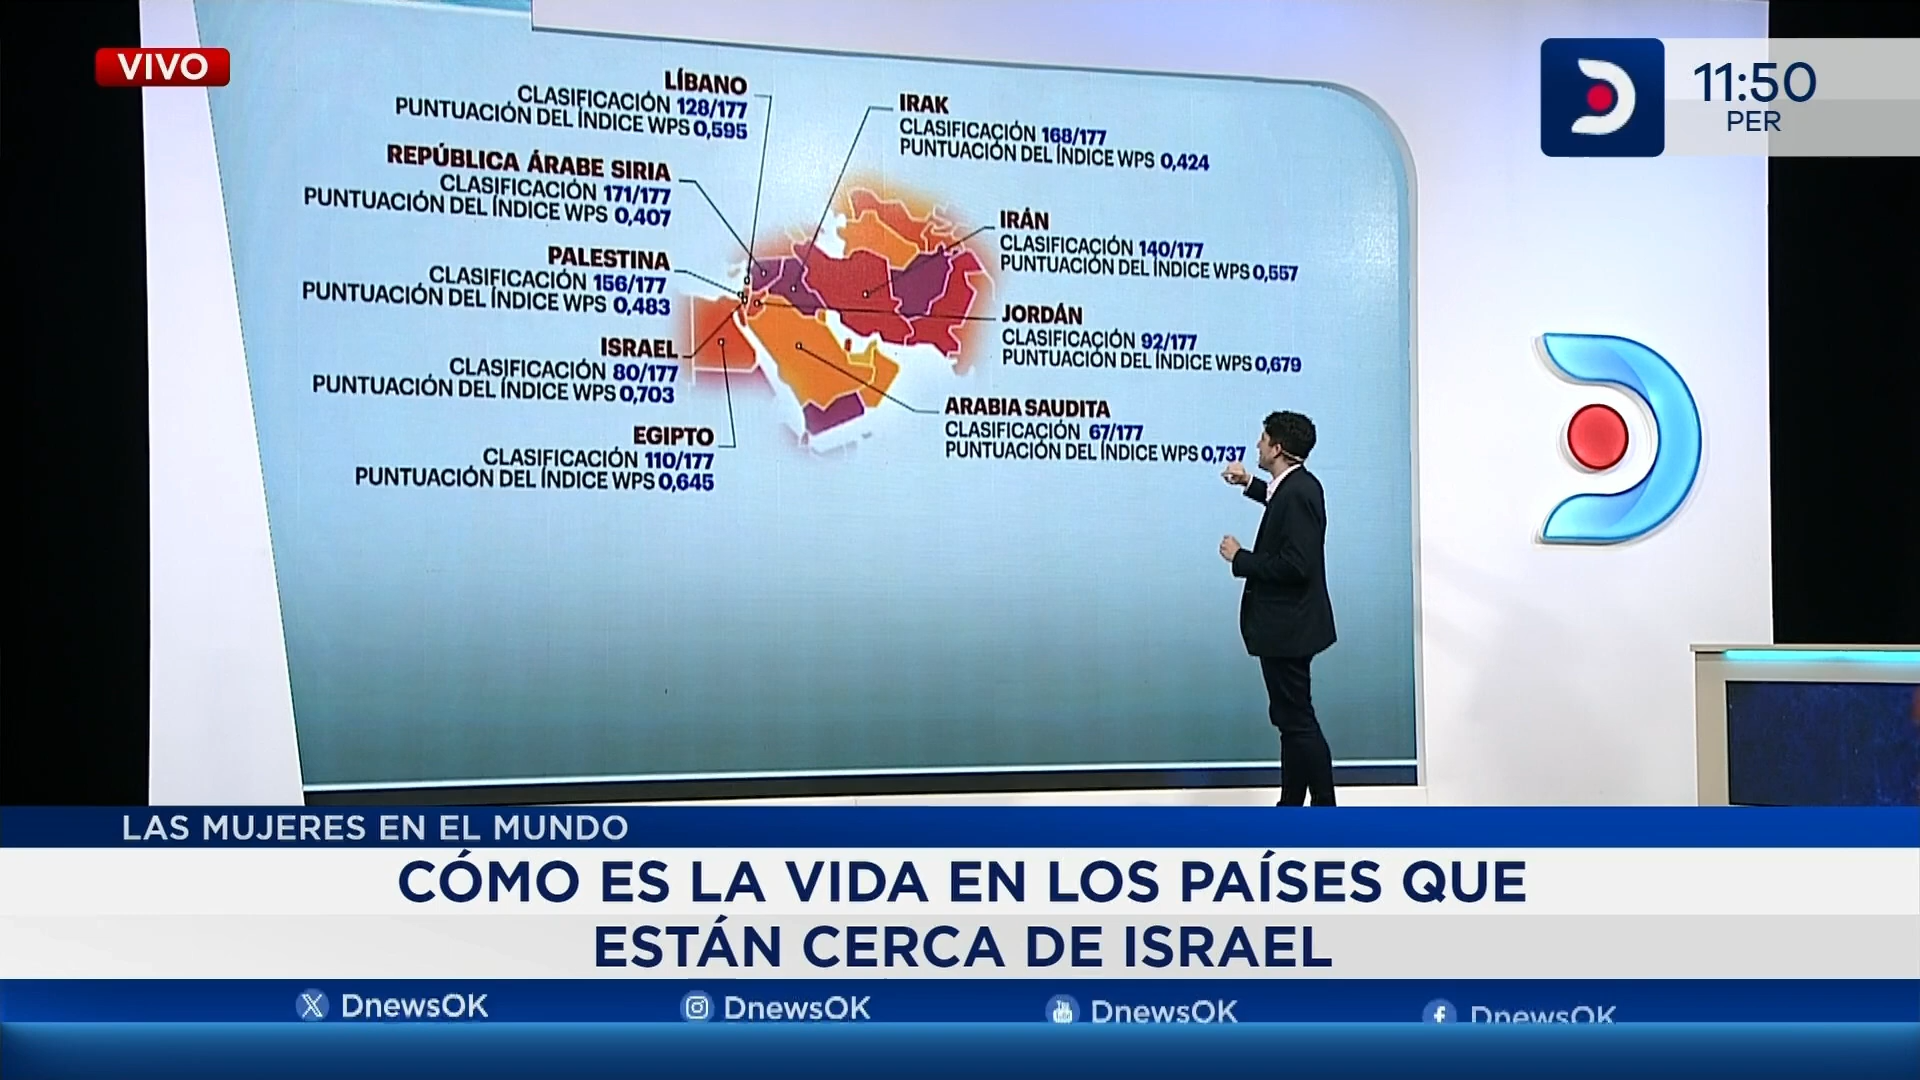 VIVO
11:50
PER
LÍBANO
CLASIFICACIÓN 128/177
PUNTUACIÓN DEL ÍNDICE WPS 0,595
REPÚBLICA ÁRABE SIRIA
CLASIFICACIÓN 171/177
PUNTUACIÓN DEL ÍNDICE WPS 0,407
PALESTINA
CLASIFICACIÓN 156/177
PUNTUACIÓN DEL ÍNDICE WPS 0,483
ISRAEL
CLASIFICACIÓN 80/177
PUNTUACIÓN DEL ÍNDICE WPS 0,703
EGIPTO
CLASIFICACIÓN 110/177
PUNTUACIÓN DEL ÍNDICE WPS 0,645
IRAK
CLASIFICACIÓN 168/177
PUNTUACIÓN DEL ÍNDICE WPS 0,424
IRÁN
CLASIFICACIÓN 140/177
PUNTUACIÓN DEL ÍNDICE WPS 0,557
JORDÁN
CLASIFICACIÓN 92/177
PUNTUACIÓN DEL ÍNDICE WPS 0,679
ARABIA SAUDITA
CLASIFICACIÓN 67/177
PUNTUACIÓN DEL ÍNDICE WPS 0,737
LAS MUJERES EN EL MUNDO
CÓMO ES LA VIDA EN LOS PAÍSES QUE
ESTÁN CERCA DE ISRAEL
DnewsOK DnewsOK DnewsOK DnewsOK